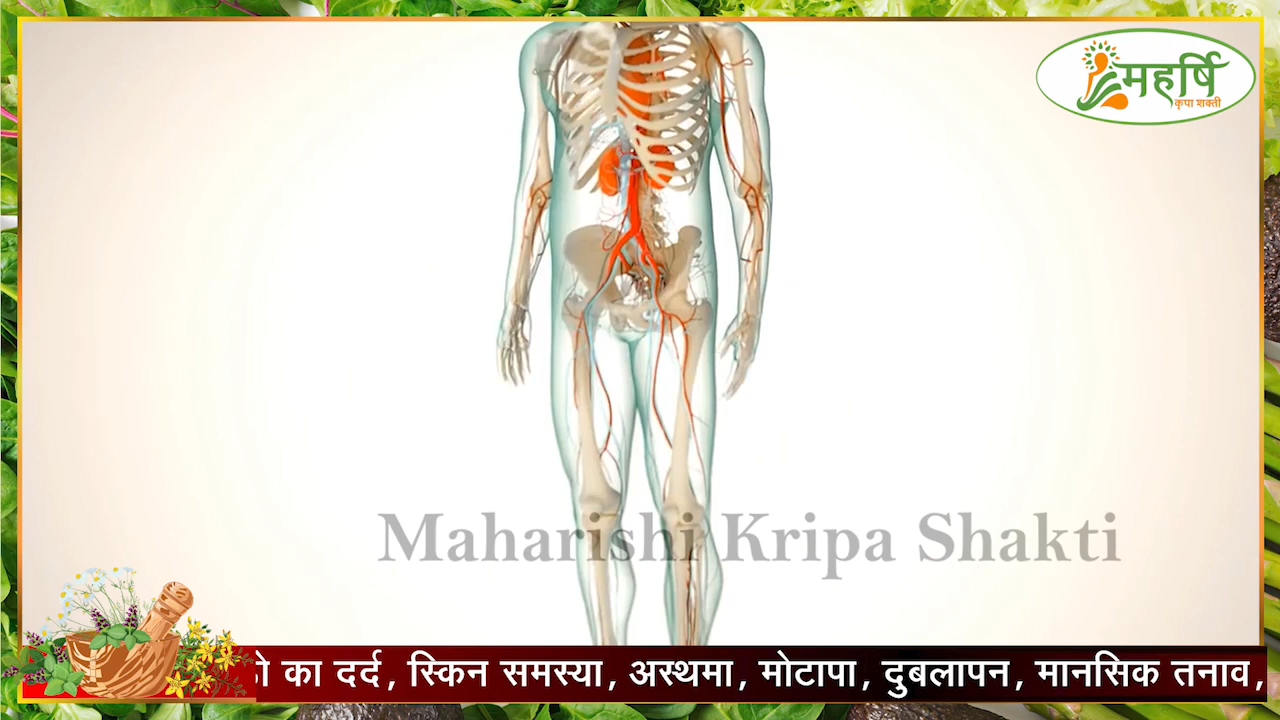 महर्षि
कृपा शक्ती
Maharishi Kripa Shakti
का दर्द, स्किन समस्या, अस्थमा, मोटापा, दुबलापन, मानसिक तनाव,